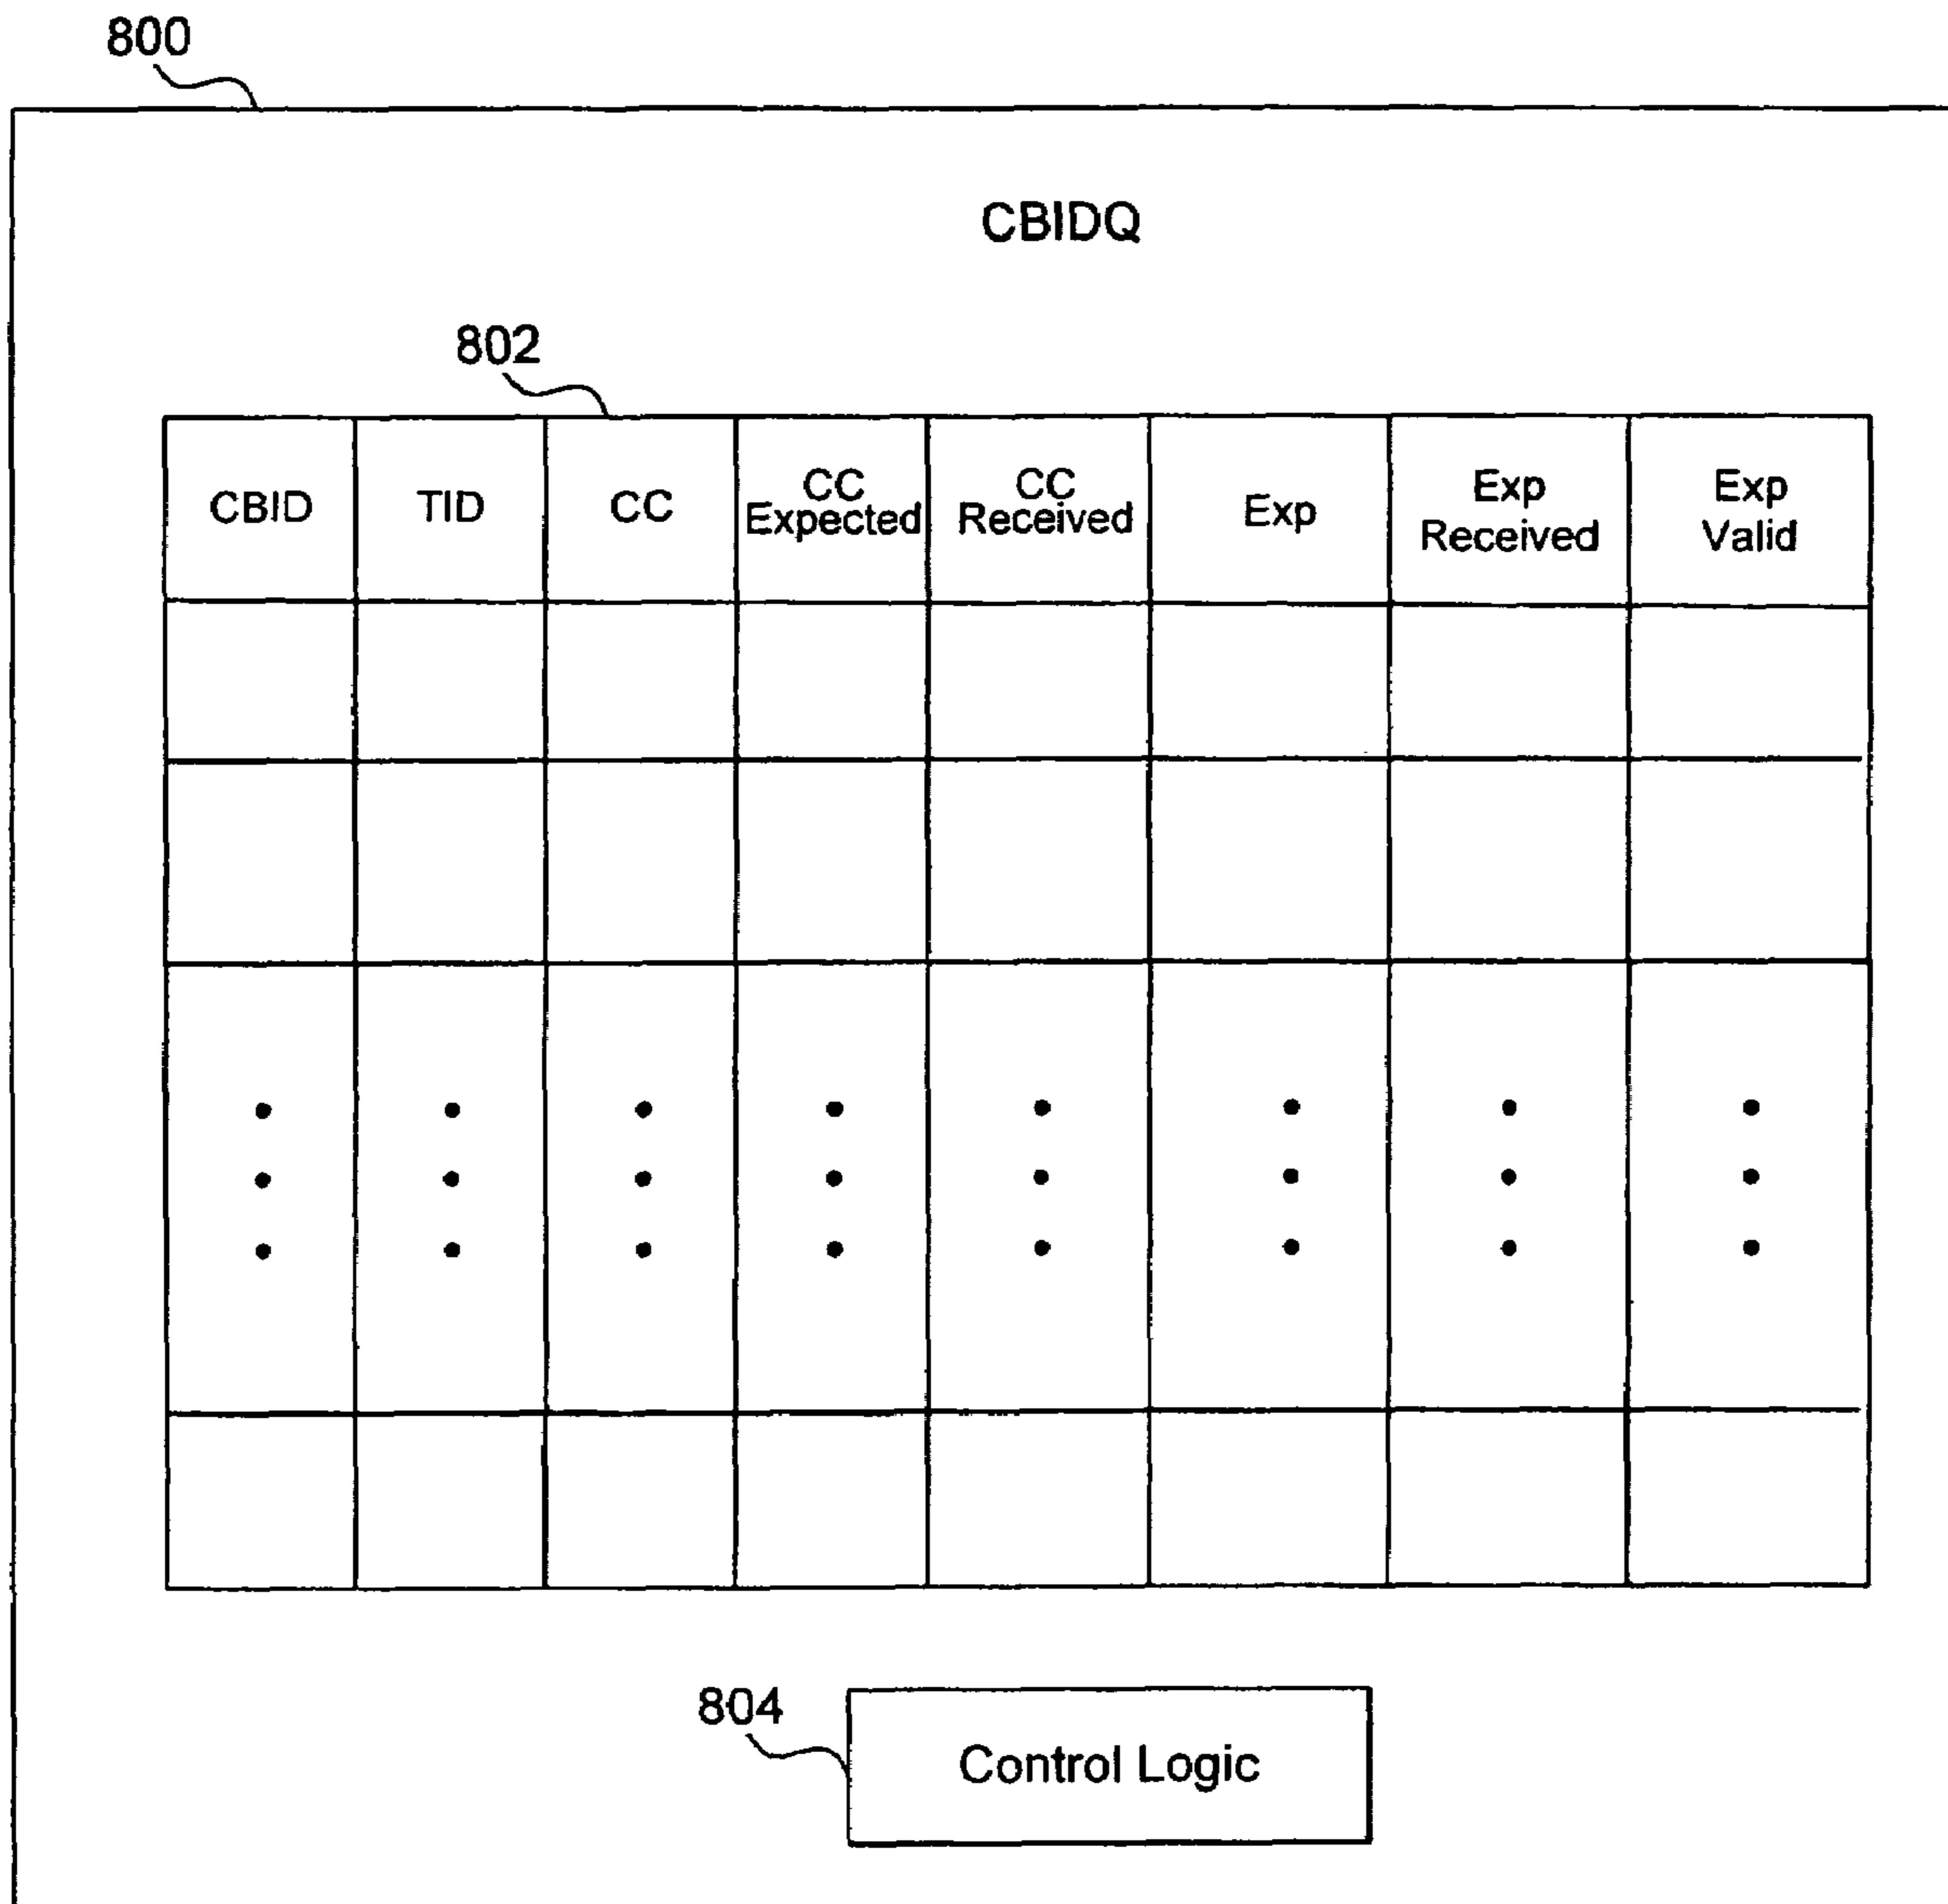 800
CBIDQ
802
CBID TID CC CC Expected CC Received Exp Exp Received Exp Valid
804
Control Logic